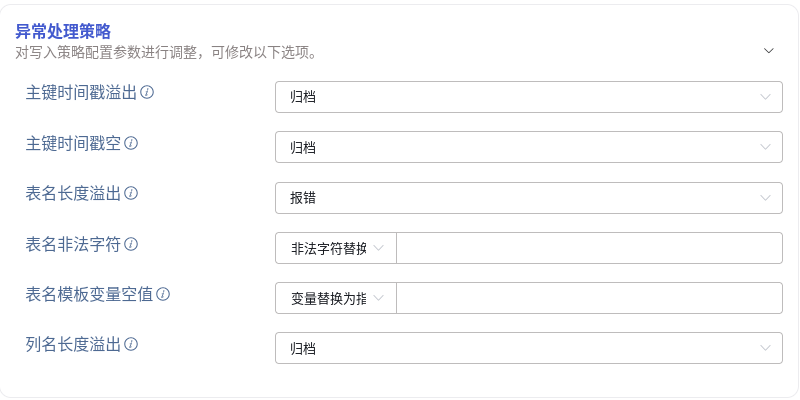 异常处理策略
对写入策略配置参数进行调整，可修改以下选项。
主键时间戳溢出 归档
主键时间戳空 归档
表名长度溢出 报错
表名非法字符 非法字符替换
表名模板变量空值 变量替换为指
列名长度溢出 归档